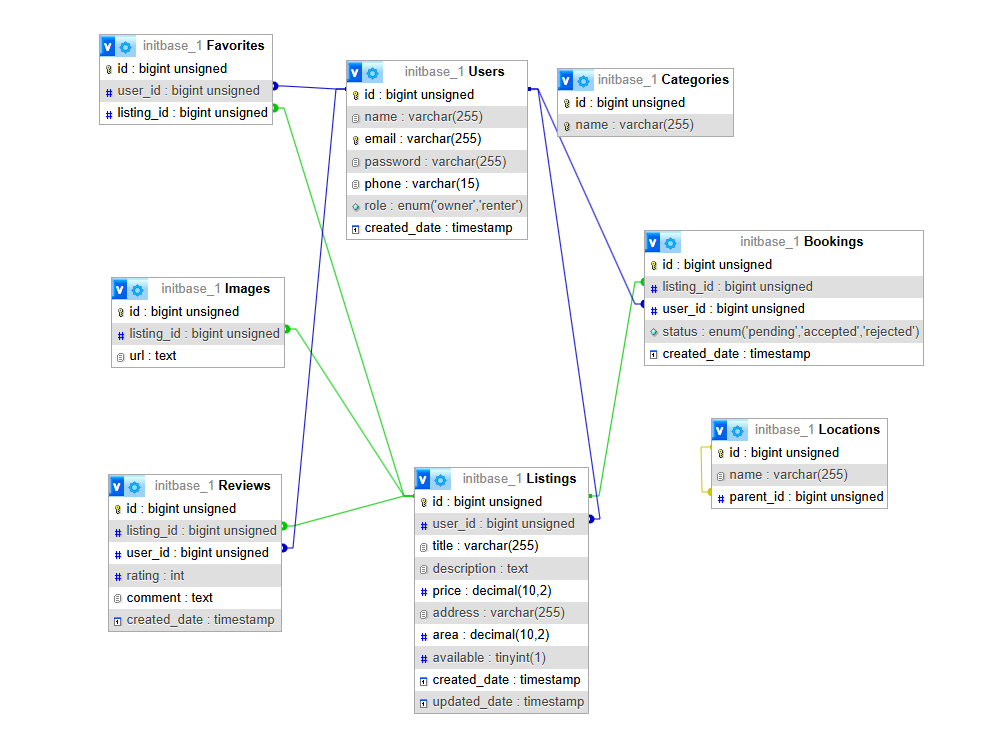 initbase_1 Favorites
id : bigint unsigned
user_id : bigint unsigned
listing_id : bigint unsigned
initbase_1 Users
id : bigint unsigned
name : varchar(255)
email : varchar(255)
password : varchar(255)
phone : varchar(15)
role : enum('owner','renter')
created_date : timestamp
initbase_1 Categories
id : bigint unsigned
name : varchar(255)
initbase_1 Bookings
id : bigint unsigned
listing_id : bigint unsigned
user_id : bigint unsigned
status : enum('pending','accepted','rejected')
created_date : timestamp
initbase_1 Images
id : bigint unsigned
listing_id : bigint unsigned
url : text
initbase_1 Locations
id : bigint unsigned
name : varchar(255)
parent_id : bigint unsigned
initbase_1 Reviews
id : bigint unsigned
listing_id : bigint unsigned
user_id : bigint unsigned
rating : int
comment : text
created_date : timestamp
initbase_1 Listings
id : bigint unsigned
user_id : bigint unsigned
title : varchar(255)
description : text
price : decimal(10,2)
address : varchar(255)
area : decimal(10,2)
available : tinyint(1)
created_date : timestamp
updated_date : timestamp